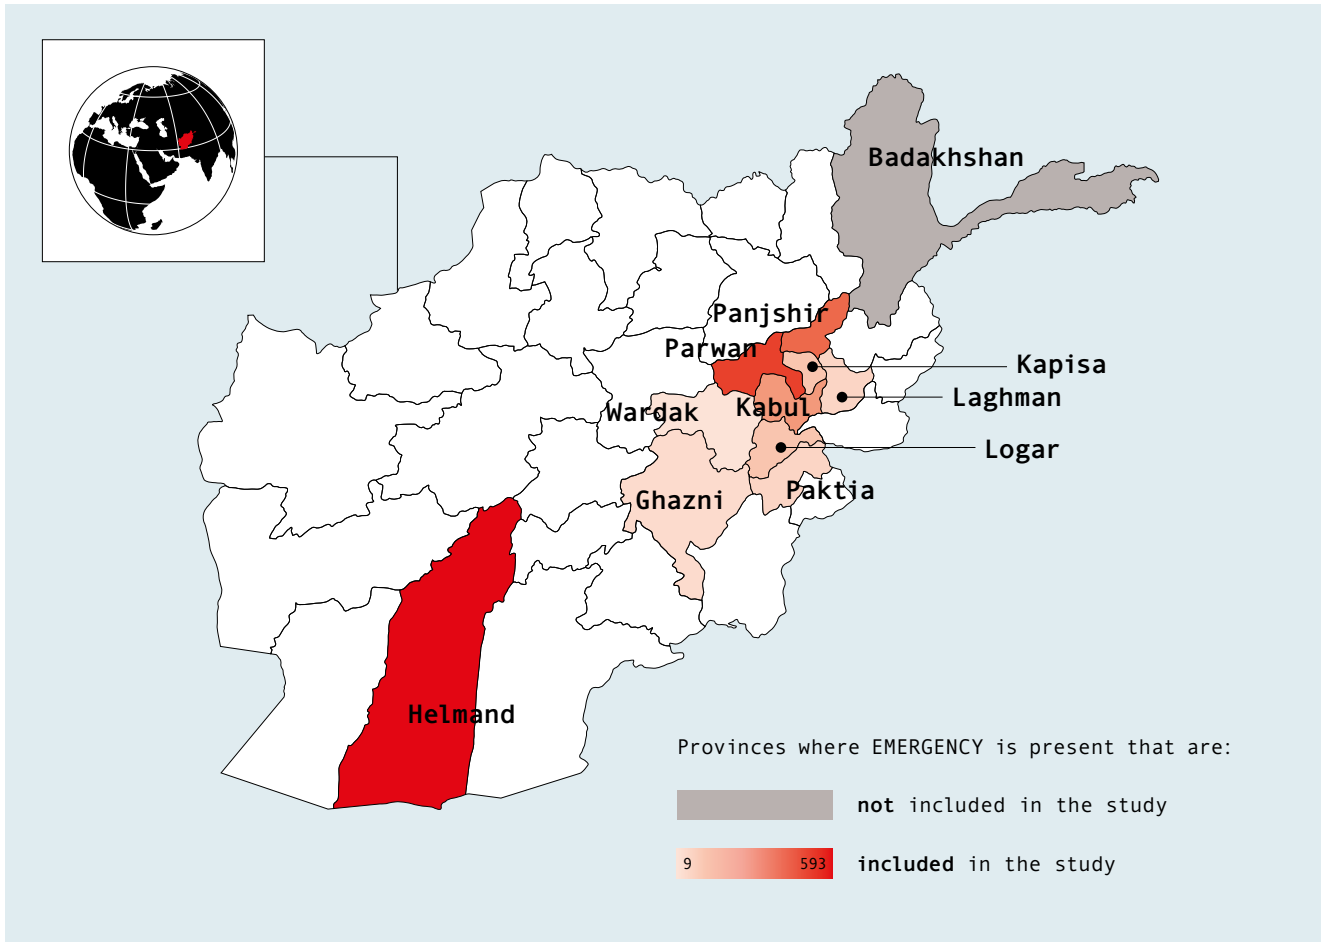 Badakhshan
Panjshir
Parwan
Kapisa
Laghman
Wardak
Kabul
Logar
Ghazni
Paktia
Helmand
Provinces where EMERGENCY is present that are:
not included in the study
9 593 included in the study